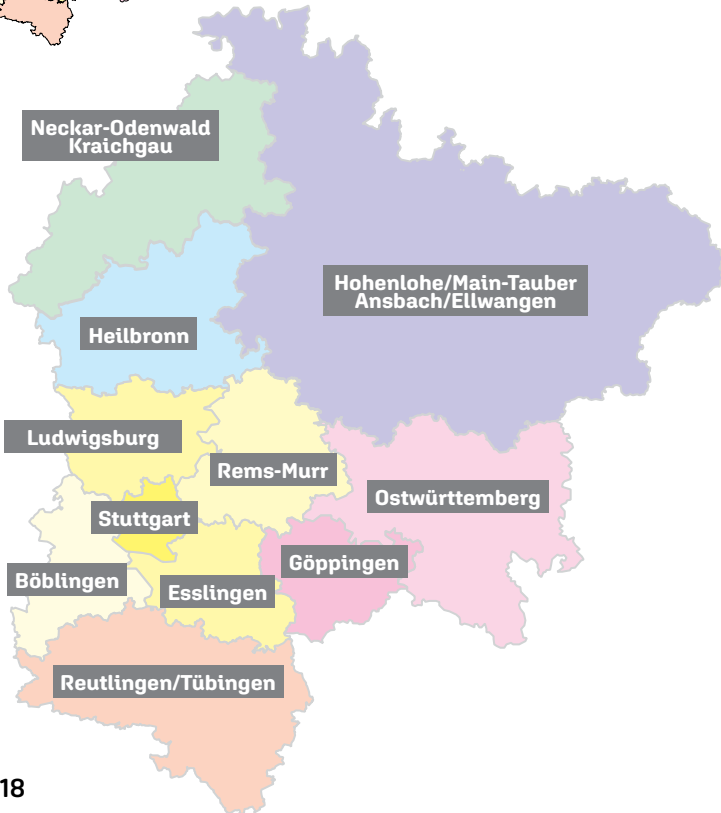 Neckar-Odenwald
Kraichgau
Hohenlohe/Main-Tauber
Ansbach/Ellwangen
Heilbronn
Ludwigsburg
Rems-Murr
Ostwürttemberg
Stuttgart
Göppingen
Böblingen
Esslingen
Reutlingen/Tübingen
18